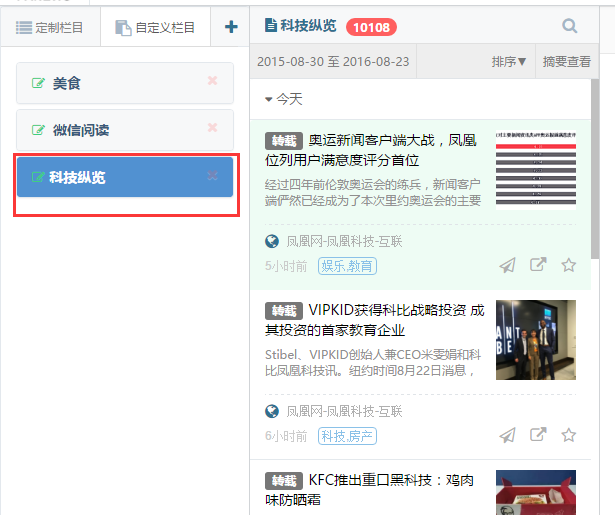 定制栏目
自定义栏目
美食
微信阅读
科技纵览
科技纵览 10108
2015-08-30 至 2016-08-23
排序▼
摘要查看
今天
转载 奥运新闻客户端大战，凤凰
位列用户满意度评分首位
经过四年前伦敦奥运会的练兵，新闻客户
端俨然已经成为了本次里约奥运会的主要
凤凰网-凤凰科技-互联
5小时前 娱乐,教育
转载 VIPKID获得科比战略投资 成
其投资的首家教育企业
Stibel、VIPKID创始人兼CEO米雯娟和科
比凤凰科技讯。纽约时间8月22日消息，
凤凰网-凤凰科技-互联
6小时前 科技,房产
转载 KFC推出重口黑科技：鸡肉
味防晒霜